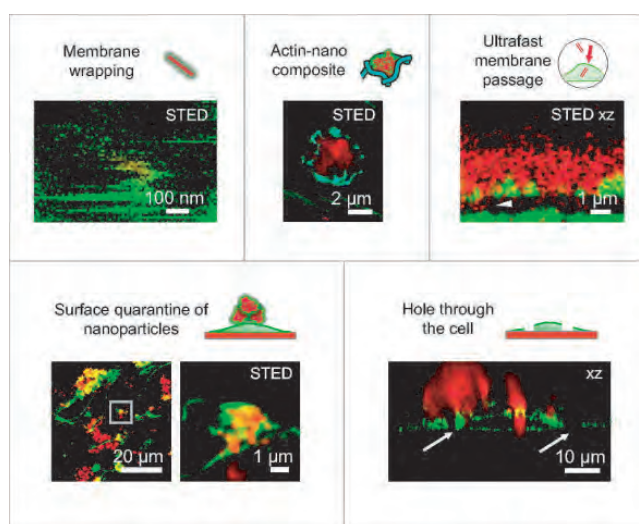 Membrane
wrapping
STED
100 nm
Actin-nano
composite
STED
2 μm
Ultrafast
membrane
passage
STED xz
1 μm
Surface quarantine of
nanoparticles
20 μm
STED
1 μm
Hole through
the cell
xz
10 μm